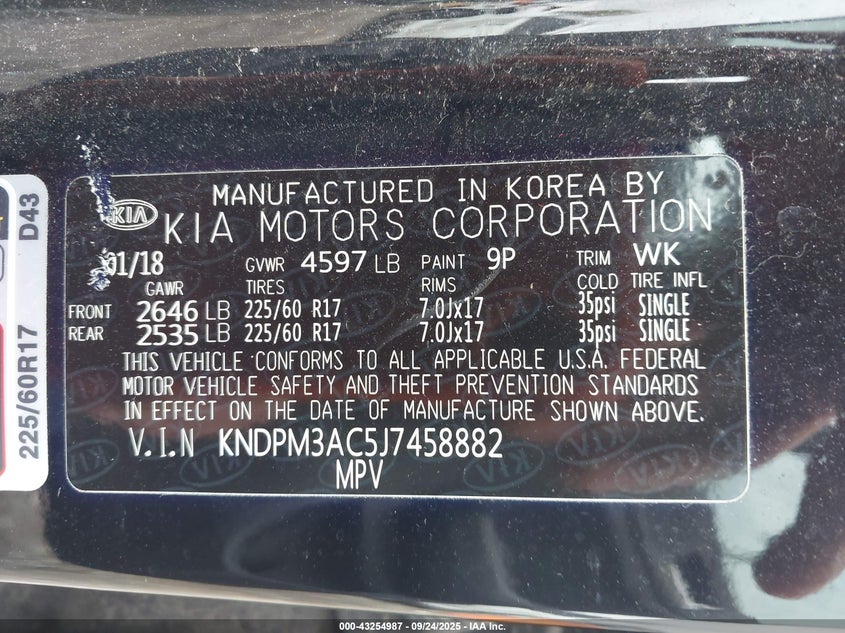 MANUFACTURED IN KOREA BY
KIA KIA MOTORS CORPORATION
01/18 GVWR 4597 LB PAINT 9P TRIM WK
GAWR TIRES RIMS COLD TIRE INFL
FRONT 2646 LB 225/60 R17 7.0Jx17 35psi SINGLE
REAR 2535 LB 225/60 R17 7.0Jx17 35psi SINGLE
THIS VEHICLE CONFORMS TO ALL APPLICABLE U.S.A. FEDERAL
MOTOR VEHICLE SAFETY AND THEFT PREVENTION STANDARDS
IN EFFECT ON THE DATE OF MANUFACTURE SHOWN ABOVE.
V.I.N KNDPM3AC5J7458882
MPV
225/60R17 D43
000-43254987 - 09/24/2025 - IAA Inc.